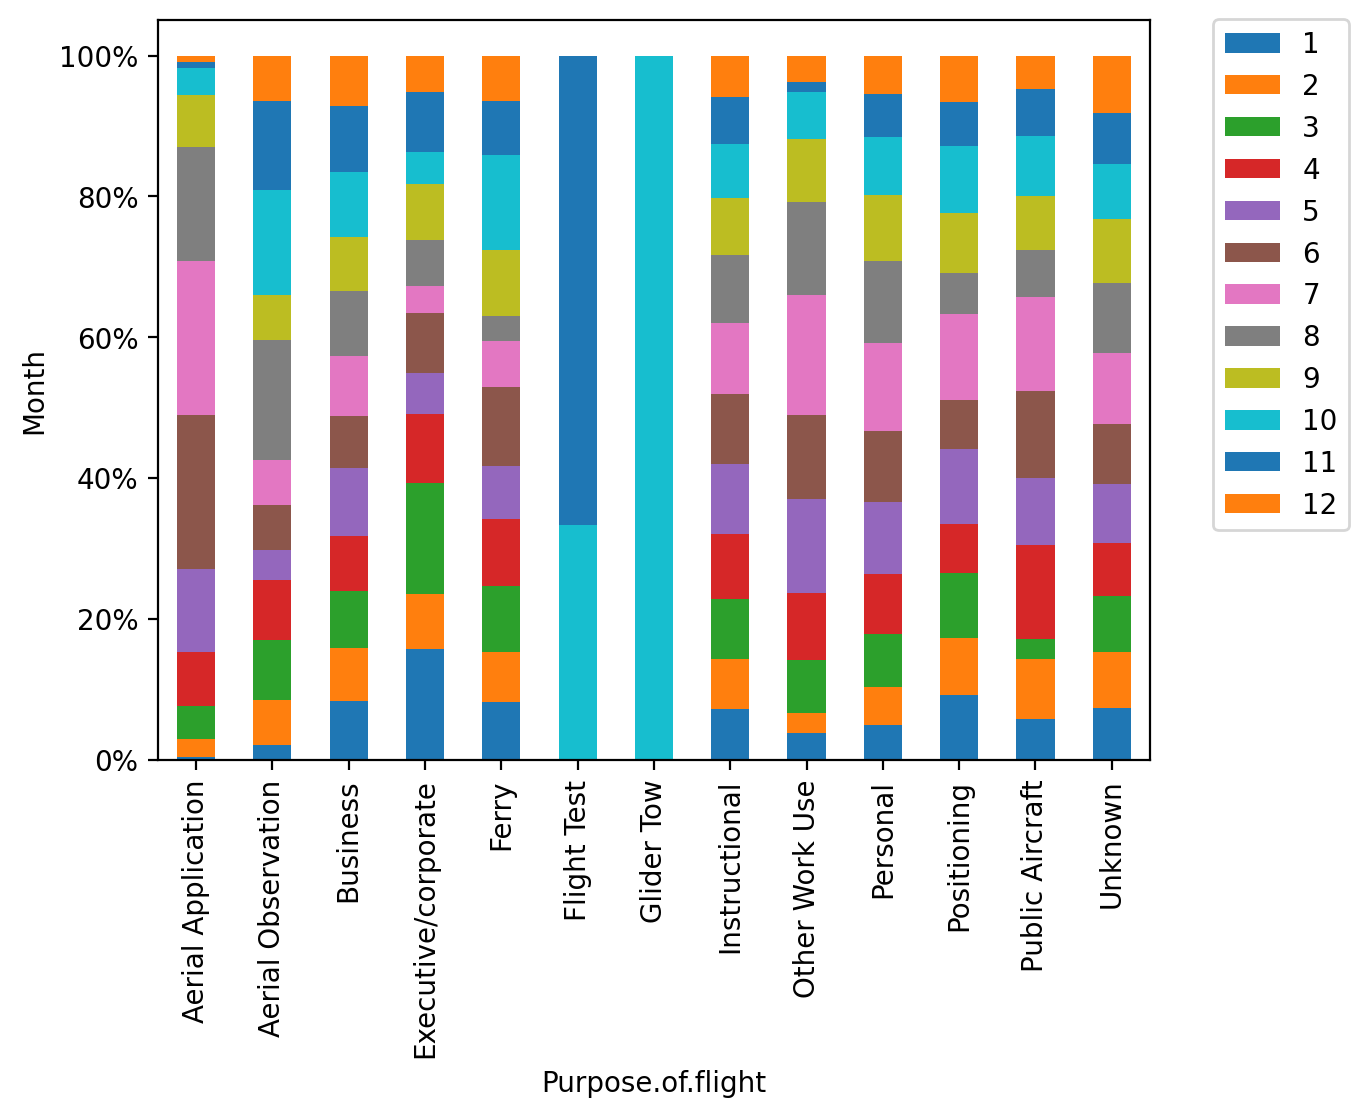 100%
80%
60%
40%
20%
0%
Month
Aerial Application
Aerial Observation
Business
Executive/corporate
Ferry
Flight Test
Glider Tow
Instructional
Other Work Use
Personal
Positioning
Public Aircraft
Unknown
Purpose.of.flight
1
2
3
4
5
6
7
8
9
10
11
12